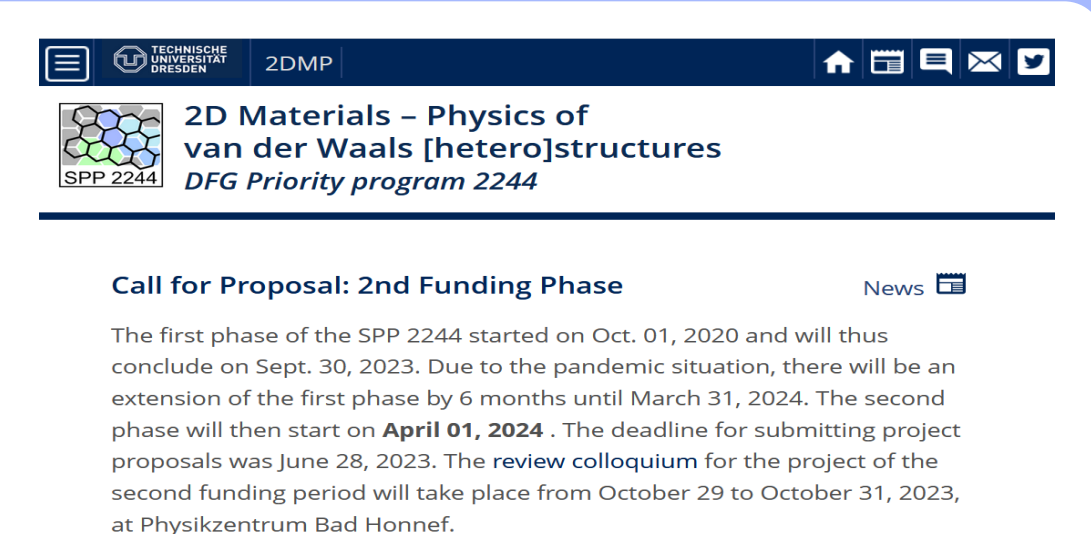 TECHNISCHE
UNIVERSITÄT
DRESDEN
2DMP
2D Materials – Physics of
van der Waals [hetero]structures
SPP 2244
DFG Priority program 2244
Call for Proposal: 2nd Funding Phase
News
The first phase of the SPP 2244 started on Oct. 01, 2020 and will thus
conclude on Sept. 30, 2023. Due to the pandemic situation, there will be an
extension of the first phase by 6 months until March 31, 2024. The second
phase will then start on April 01, 2024 . The deadline for submitting project
proposals was June 28, 2023. The review colloquium for the project of the
second funding period will take place from October 29 to October 31, 2023,
at Physikzentrum Bad Honnef.